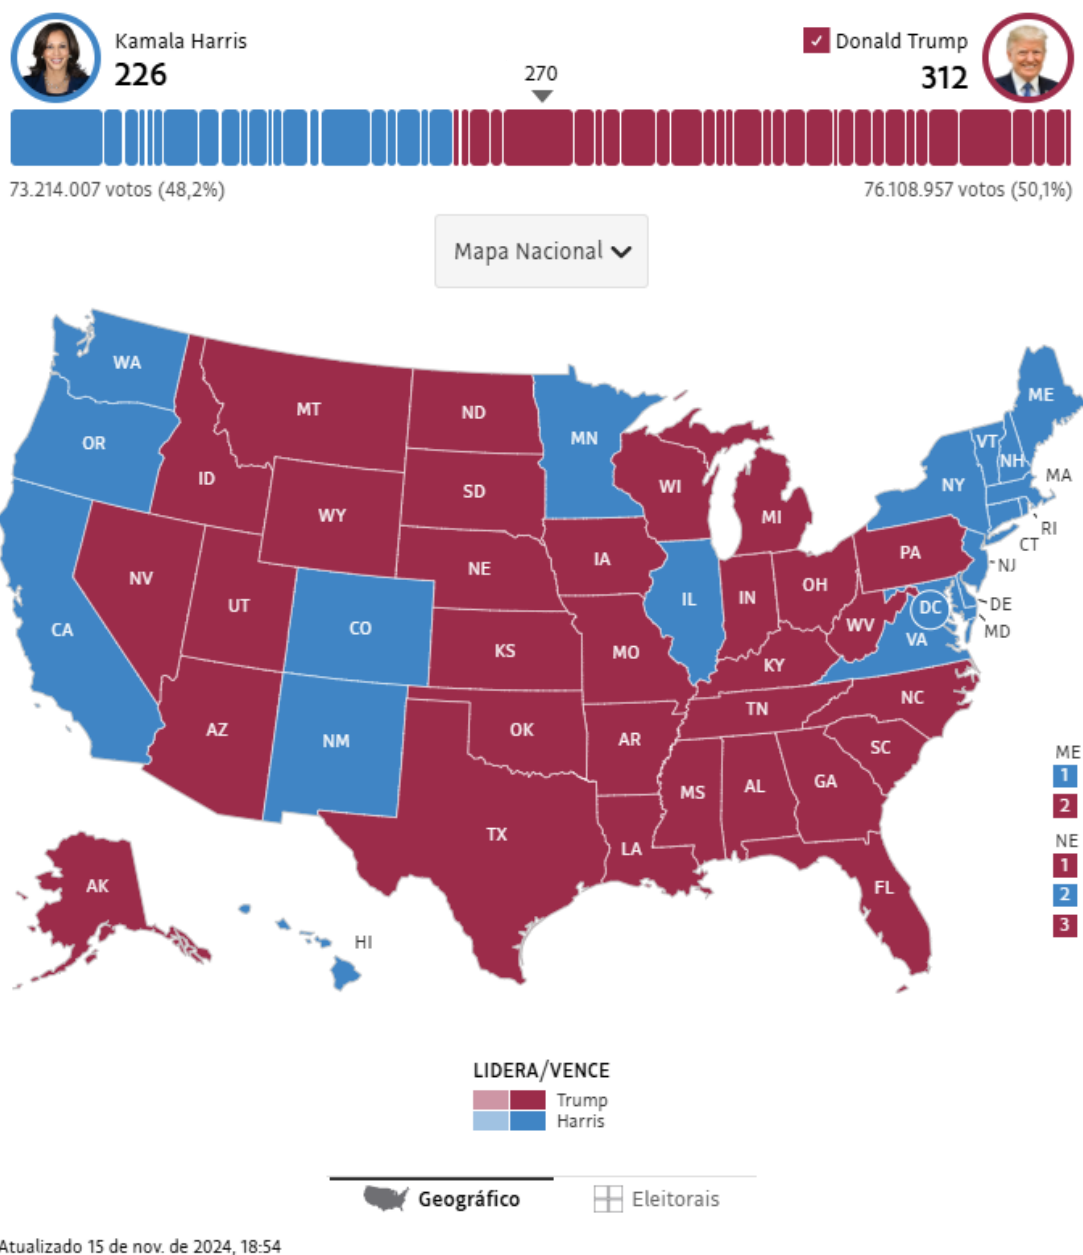 Kamala Harris
226
270
Donald Trump
312
73.214.007 votos (48,2%)
76.108.957 votos (50,1%)
Mapa Nacional
WA
MT
ND
MN
ME
OR
ID
SD
WI
VT
NH
NY
MA
WY
MI
RI
CT
NV
UT
NE
IA
PA
NJ
CA
CO
IL
IN
OH
WV
DC
DE
MD
VA
KS
MO
KY
AZ
NM
OK
AR
TN
NC
SC
MS
AL
GA
TX
LA
FL
AK
HI
ME
1
2
NE
1
2
3
LIDERA/VENCE
Trump
Harris
Geográfico
Eleitorais
Atualizado 15 de nov. de 2024, 18:54